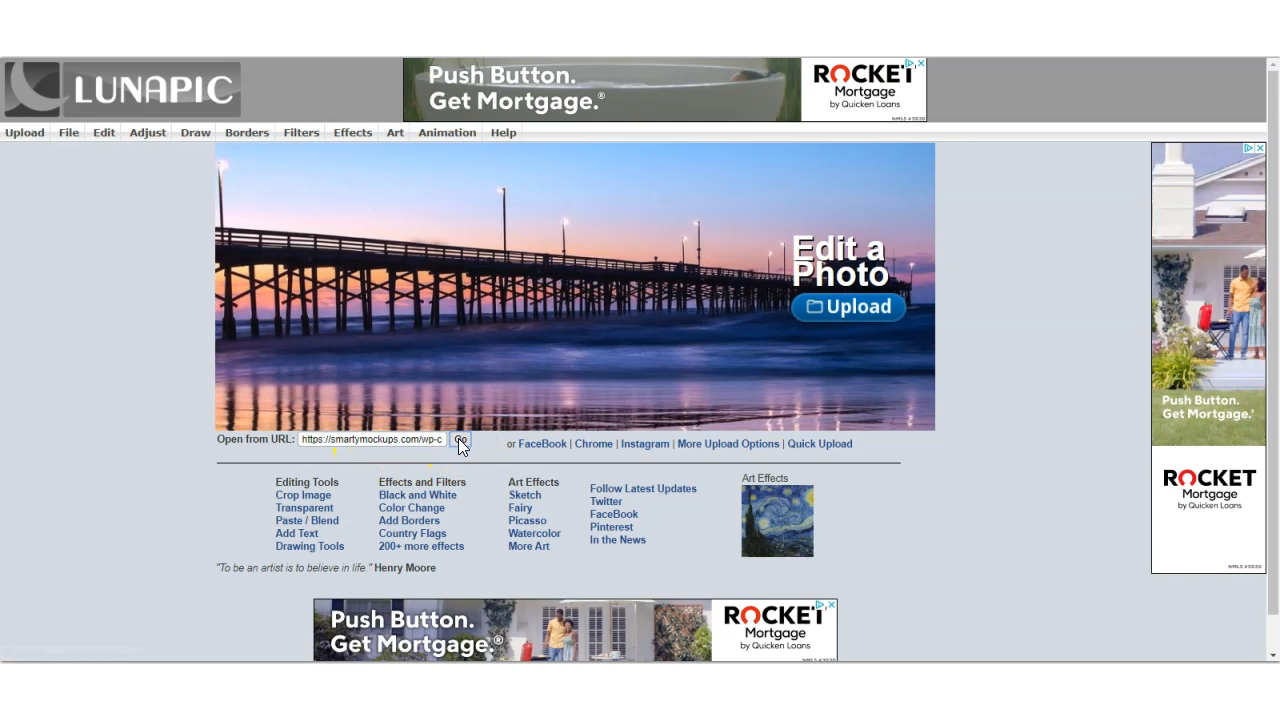 LUNAPIC
Push Button.
Get Mortgage.®
ROCKET
Mortgage
by Quicken Loans
NMLS #3030
Upload File Edit Adjust Draw Borders Filters Effects Art Animation Help
Edit a
Photo
Upload
Open from URL: https://smartymockups.com/wp-c Go or FaceBook | Chrome | Instagram | More Upload Options | Quick Upload
Editing Tools
Crop Image
Transparent
Paste / Blend
Add Text
Drawing Tools
Effects and Filters
Black and White
Color Change
Add Borders
Country Flags
200+ more effects
Art Effects
Sketch
Fairy
Picasso
Watercolor
More Art
Follow Latest Updates
Twitter
FaceBook
Pinterest
In the News
Art Effects
"To be an artist is to believe in life." Henry Moore
Push Button.
Get Mortgage.®
ROCKET
Mortgage
by Quicken Loans
NMLS #3030
Push Button.
Get Mortgage.®
ROCKET
Mortgage
by Quicken Loans
NMLS #3030